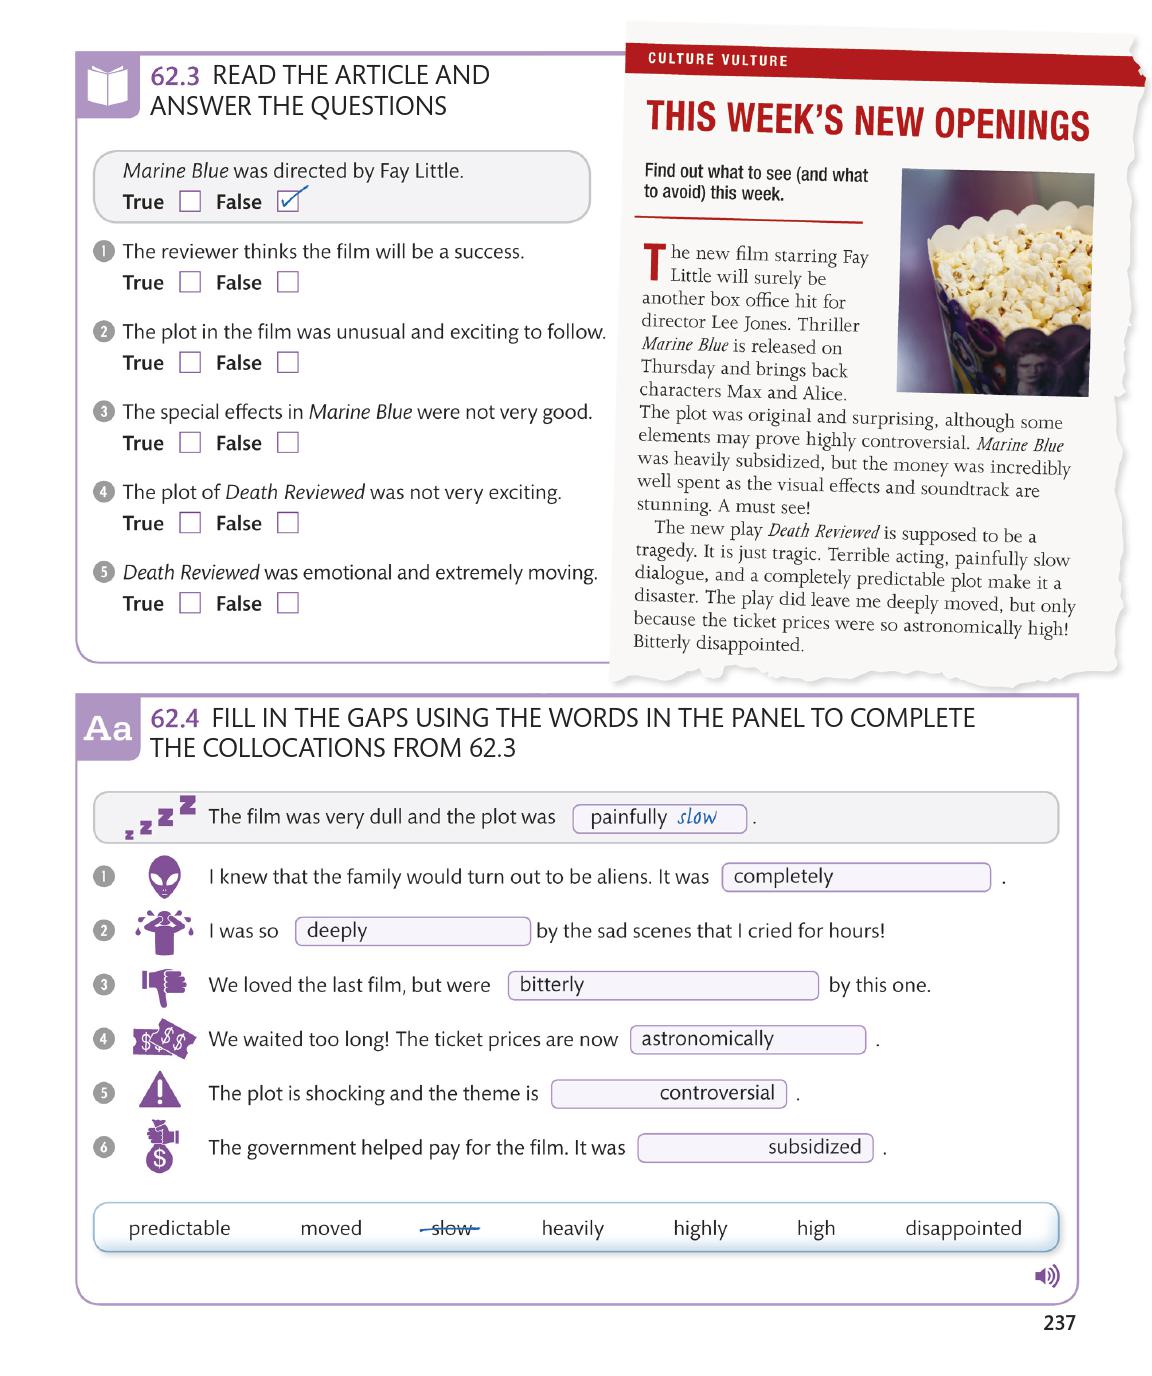 62.3 READ THE ARTICLE AND
ANSWER THE QUESTIONS
Marine Blue was directed by Fay Little.
True False
1 The reviewer thinks the film will be a success.
True False
2 The plot in the film was unusual and exciting to follow.
True False
3 The special effects in Marine Blue were not very good.
True False
4 The plot of Death Reviewed was not very exciting.
True False
5 Death Reviewed was emotional and extremely moving.
True False
CULTURE VULTURE
THIS WEEK'S NEW OPENINGS
Find out what to see (and what
to avoid) this week.
The new film starring Fay
Little will surely be
another box office hit for
director Lee Jones. Thriller
Marine Blue is released on
Thursday and brings back
characters Max and Alice.
The plot was original and surprising, although some
elements may prove highly controversial. Marine Blue
was heavily subsidized, but the money was incredibly
well spent as the visual effects and soundtrack are
stunning. A must see!
The new play Death Reviewed is supposed to be a
tragedy. It is just tragic. Terrible acting, painfully slow
dialogue, and a completely predictable plot make it a
disaster. The play did leave me deeply moved, but only
because the ticket prices were so astronomically high!
Bitterly disappointed.
Aa
62.4 FILL IN THE GAPS USING THE WORDS IN THE PANEL TO COMPLETE
THE COLLOCATIONS FROM 62.3
z z z z The film was very dull and the plot was painfully slow .
1 I knew that the family would turn out to be aliens. It was completely .
2 I was so deeply by the sad scenes that I cried for hours!
3 We loved the last film, but were bitterly by this one.
4 $ $ $ We waited too long! The ticket prices are now astronomically .
5 ! The plot is shocking and the theme is controversial .
6 $ The government helped pay for the film. It was subsidized .
predictable moved slow heavily highly high disappointed
237